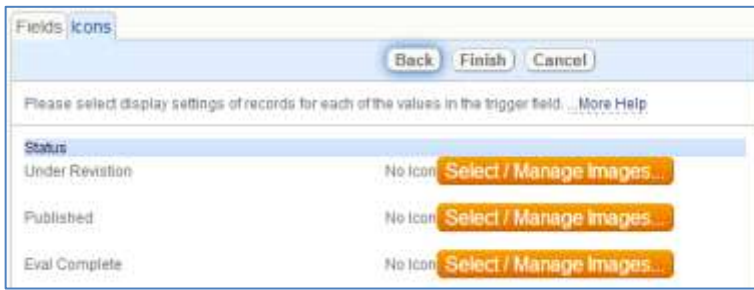 Fields Icons
Back Finish Cancel
Please select display settings of records for each of the values in the trigger field. ...More Help
Status
Under Revistion No Icon Select / Manage Images...
Published No Icon Select / Manage Images...
Eval Complete No Icon Select / Manage Images...